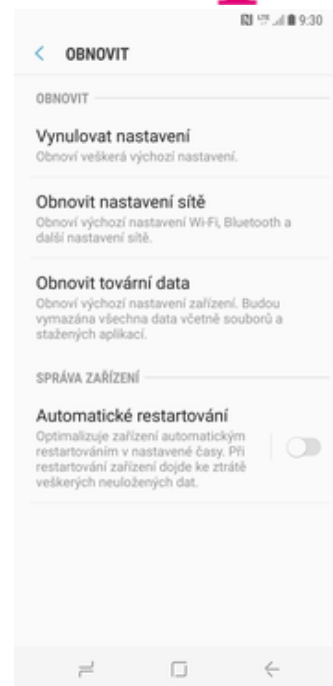 LTE 9:30
OBNOVIT
OBNOVIT
Vynulovat nastavení
Obnoví veškerá výchozí nastavení.
Obnovit nastavení sítě
Obnoví výchozí nastavení Wi-Fi, Bluetooth a
další nastavení sítě.
Obnovit tovární data
Obnoví výchozí nastavení zařízení. Budou
vymazána všechna data včetně souborů a
stažených aplikací.
SPRÁVA ZAŘÍZENÍ
Automatické restartování
Optimalizuje zařízení automatickým
restartováním v nastavené časy. Při
restartování zařízení dojde ke ztrátě
veškerých neuložených dat.